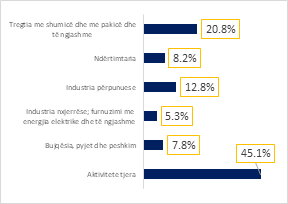 Tregtia me shumicë dhe me pakicë dhe
të ngjashme
20.8%
Ndërtimtaria
8.2%
Industria përpunuese
12.8%
Industria nxjerrëse; furnizimi me
energjia elektrike dhe të ngjashme
5.3%
Bujqësia, pyjet dhe peshkim
7.8%
Aktivitete tjera
45.1%